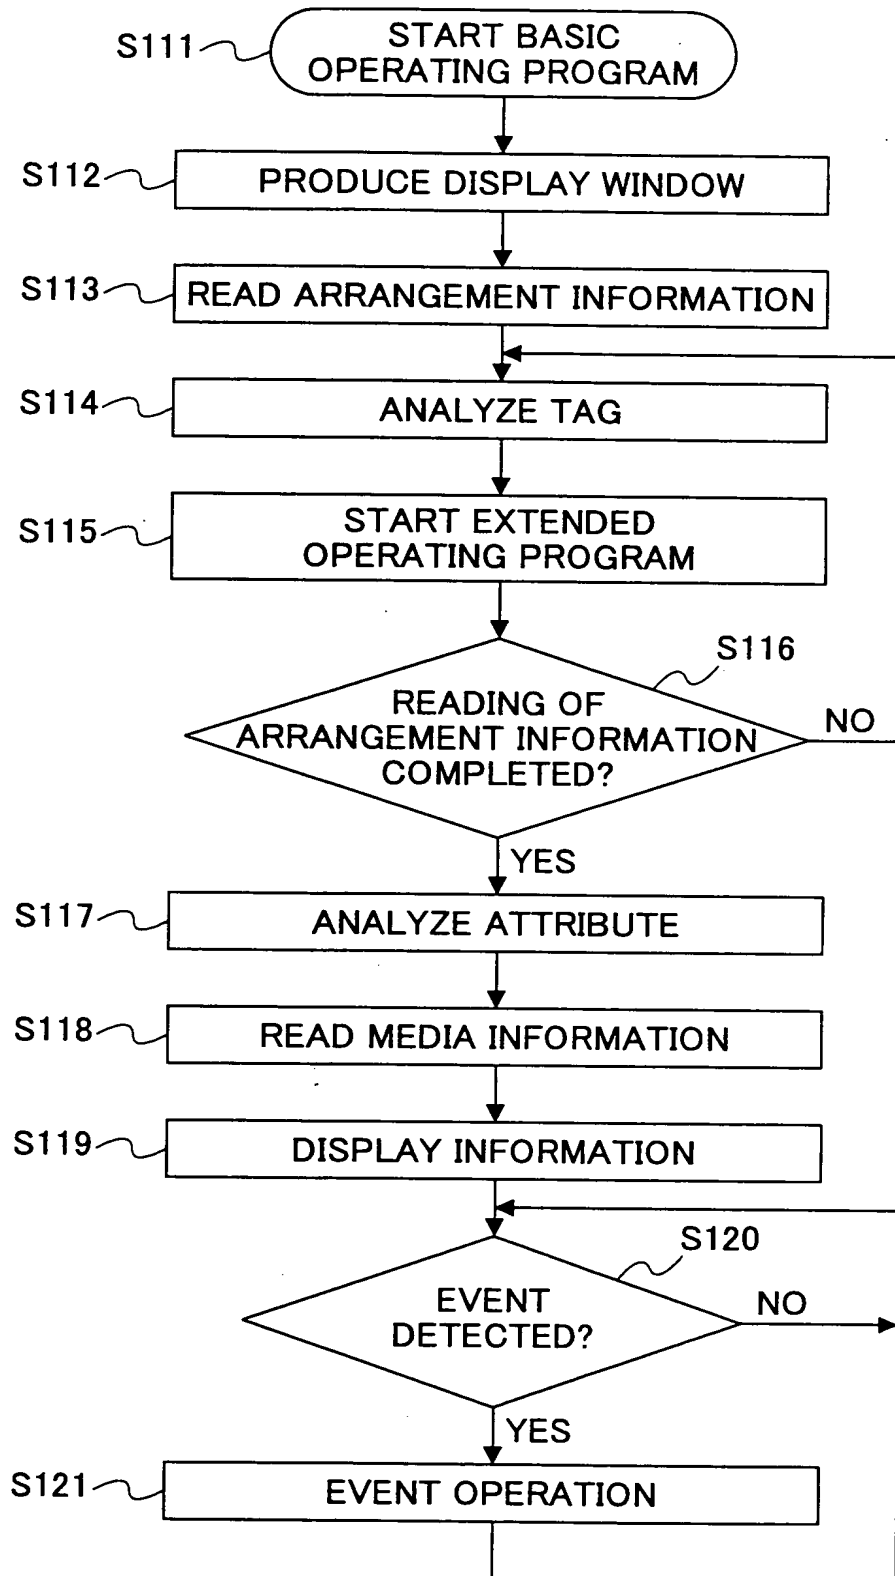 S111
START BASIC
OPERATING PROGRAM
S112
PRODUCE DISPLAY WINDOW
S113
READ ARRANGEMENT INFORMATION
S114
ANALYZE TAG
S115
START EXTENDED
OPERATING PROGRAM
S116
READING OF
ARRANGEMENT INFORMATION
COMPLETED?
NO
YES
S117
ANALYZE ATTRIBUTE
S118
READ MEDIA INFORMATION
S119
DISPLAY INFORMATION
S120
EVENT
DETECTED?
NO
YES
S121
EVENT OPERATION